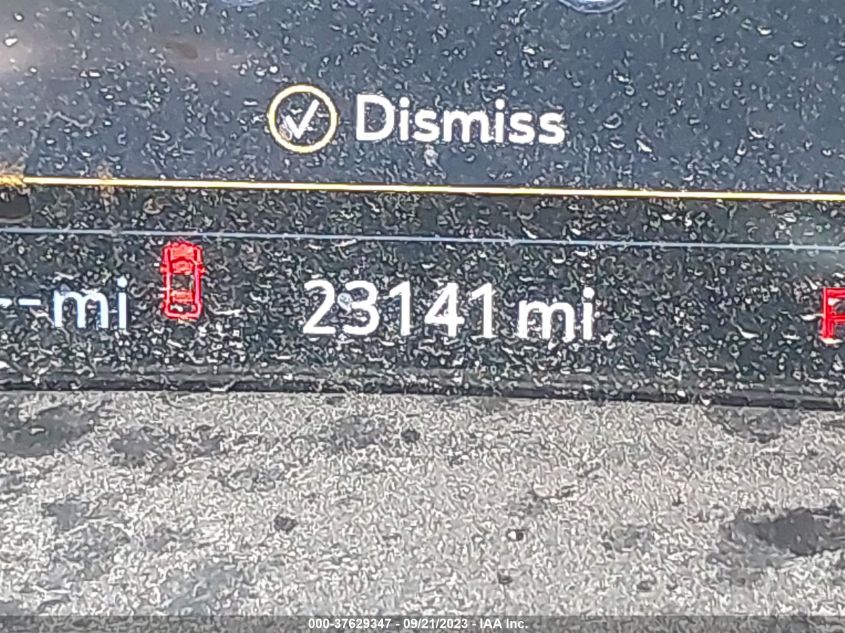 Dismiss
--mi 23141 mi
000-37629347 - 09/21/2023 - IAA Inc.